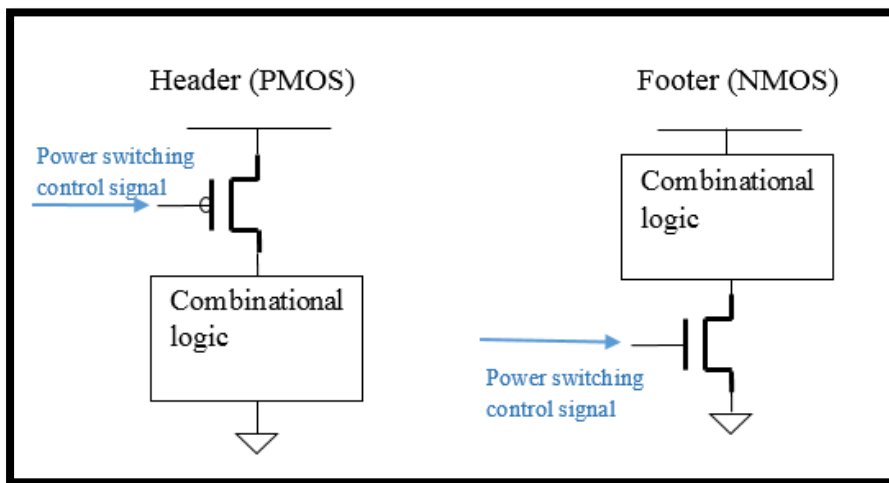 Header (PMOS)
Power switching
control signal
Combinational
logic
Footer (NMOS)
Combinational
logic
Power switching
control signal